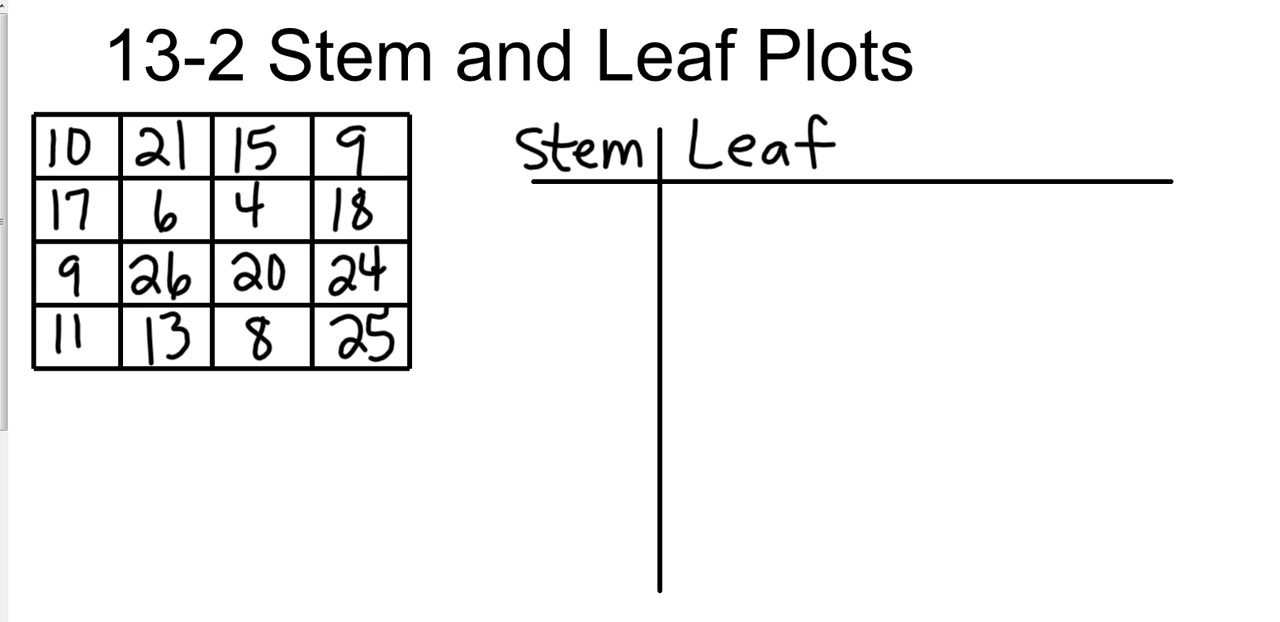 13-2 Stem and Leaf Plots
10 21 15 9
17 6 4 18
9 26 20 24
11 13 8 25
Stem Leaf